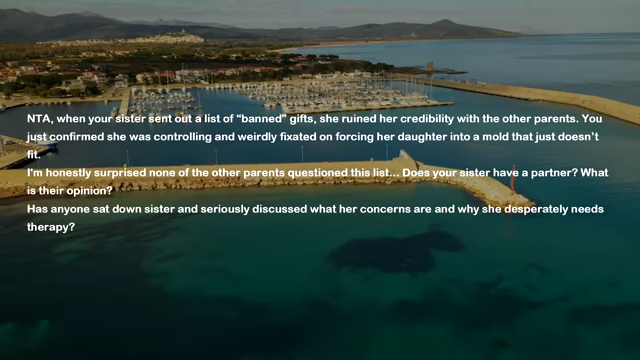 NTA, when your sister sent out a list of “banned” gifts, she ruined her credibility with the other parents. You
just confirmed she was controlling and weirdly fixated on forcing her daughter into a mold that just doesn’t
fit.
I'm honestly surprised none of the other parents questioned this list... Does your sister have a partner? What
is their opinion?
Has anyone sat down sister and seriously discussed what her concerns are and why she desperately needs
therapy?